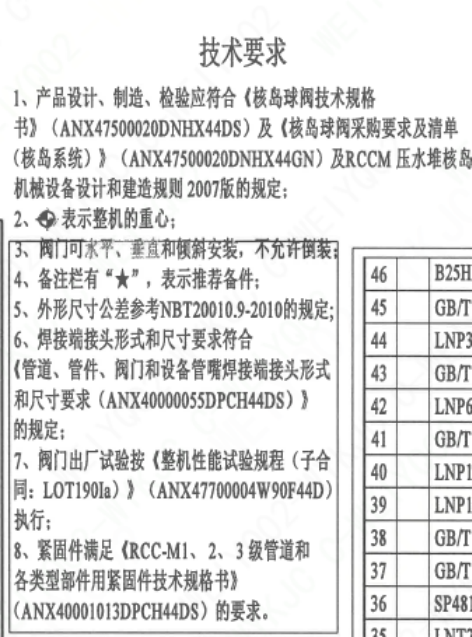 技术要求
1、产品设计、制造、检验应符合《核岛球阀技术规格
书》（ANX47500020DNHX44DS）及《核岛球阀采购要求及清单
（核岛系统）》（ANX47500020DNHX44GN）及RCCM 压水堆核岛
机械设备设计和建造规则 2007版的规定；
2、表示整机的重心；
3、阀门可水平、垂直和倾斜安装，不允许倒装；
4、备注栏有“★”，表示推荐备件；
5、外形尺寸公差参考NBT20010.9-2010的规定；
6、焊接端接头形式和尺寸要求符合
《管道、管件、阀门和设备管嘴焊接端接头形式
和尺寸要求（ANX40000055DPCH44DS）》
的规定；
7、阀门出厂试验按《整机性能试验规程（子合
同：LOT190Ia）》（ANX47700004W90F44D）
执行；
8、紧固件满足《RCC-M1、2、3级管道和
各类型部件用紧固件技术规格书》
（ANX40001013DPCH44DS）的要求。
46 B25H
45 GB/T
44 LNP3
43 GB/T
42 LNP6
41 GB/T
40 LNP1
39 LNP1
38 GB/T
37 GB/T
36 SP481
35